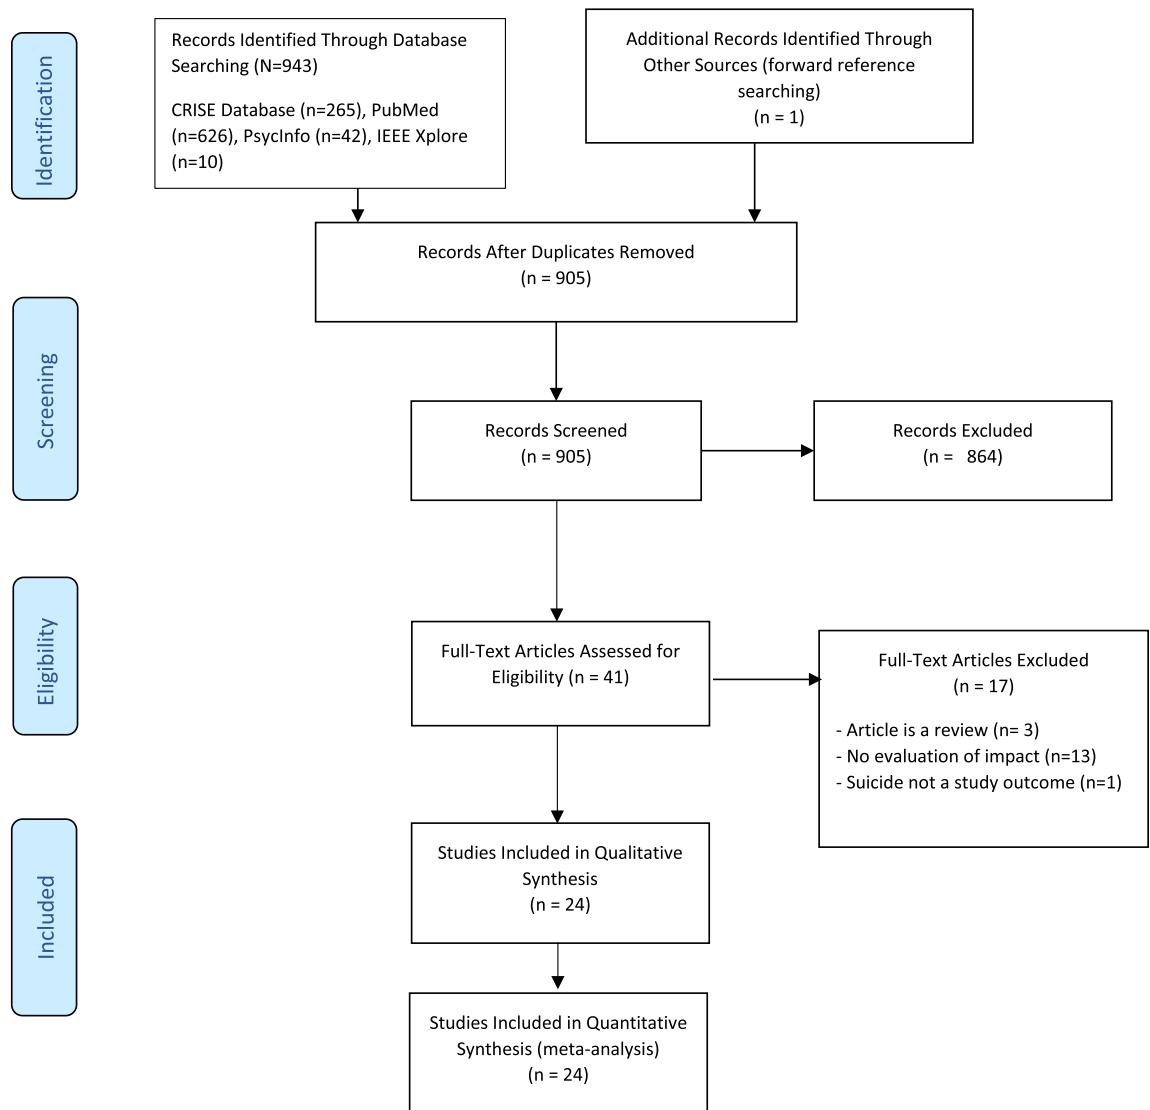 Identification
Records Identified Through Database
Searching (N=943)
CRISE Database (n=265), PubMed
(n=626), PsycInfo (n=42), IEEE Xplore
(n=10)
Additional Records Identified Through
Other Sources (forward reference
searching)
(n = 1)
Records After Duplicates Removed
(n = 905)
Screening
Records Screened
(n = 905)
Records Excluded
(n =   864)
Eligibility
Full-Text Articles Assessed for
Eligibility (n = 41)
Full-Text Articles Excluded
(n = 17)
- Article is a review (n= 3)
- No evaluation of impact (n=13)
- Suicide not a study outcome (n=1)
Included
Studies Included in Qualitative
Synthesis
(n = 24)
Studies Included in Quantitative
Synthesis (meta-analysis)
(n = 24)